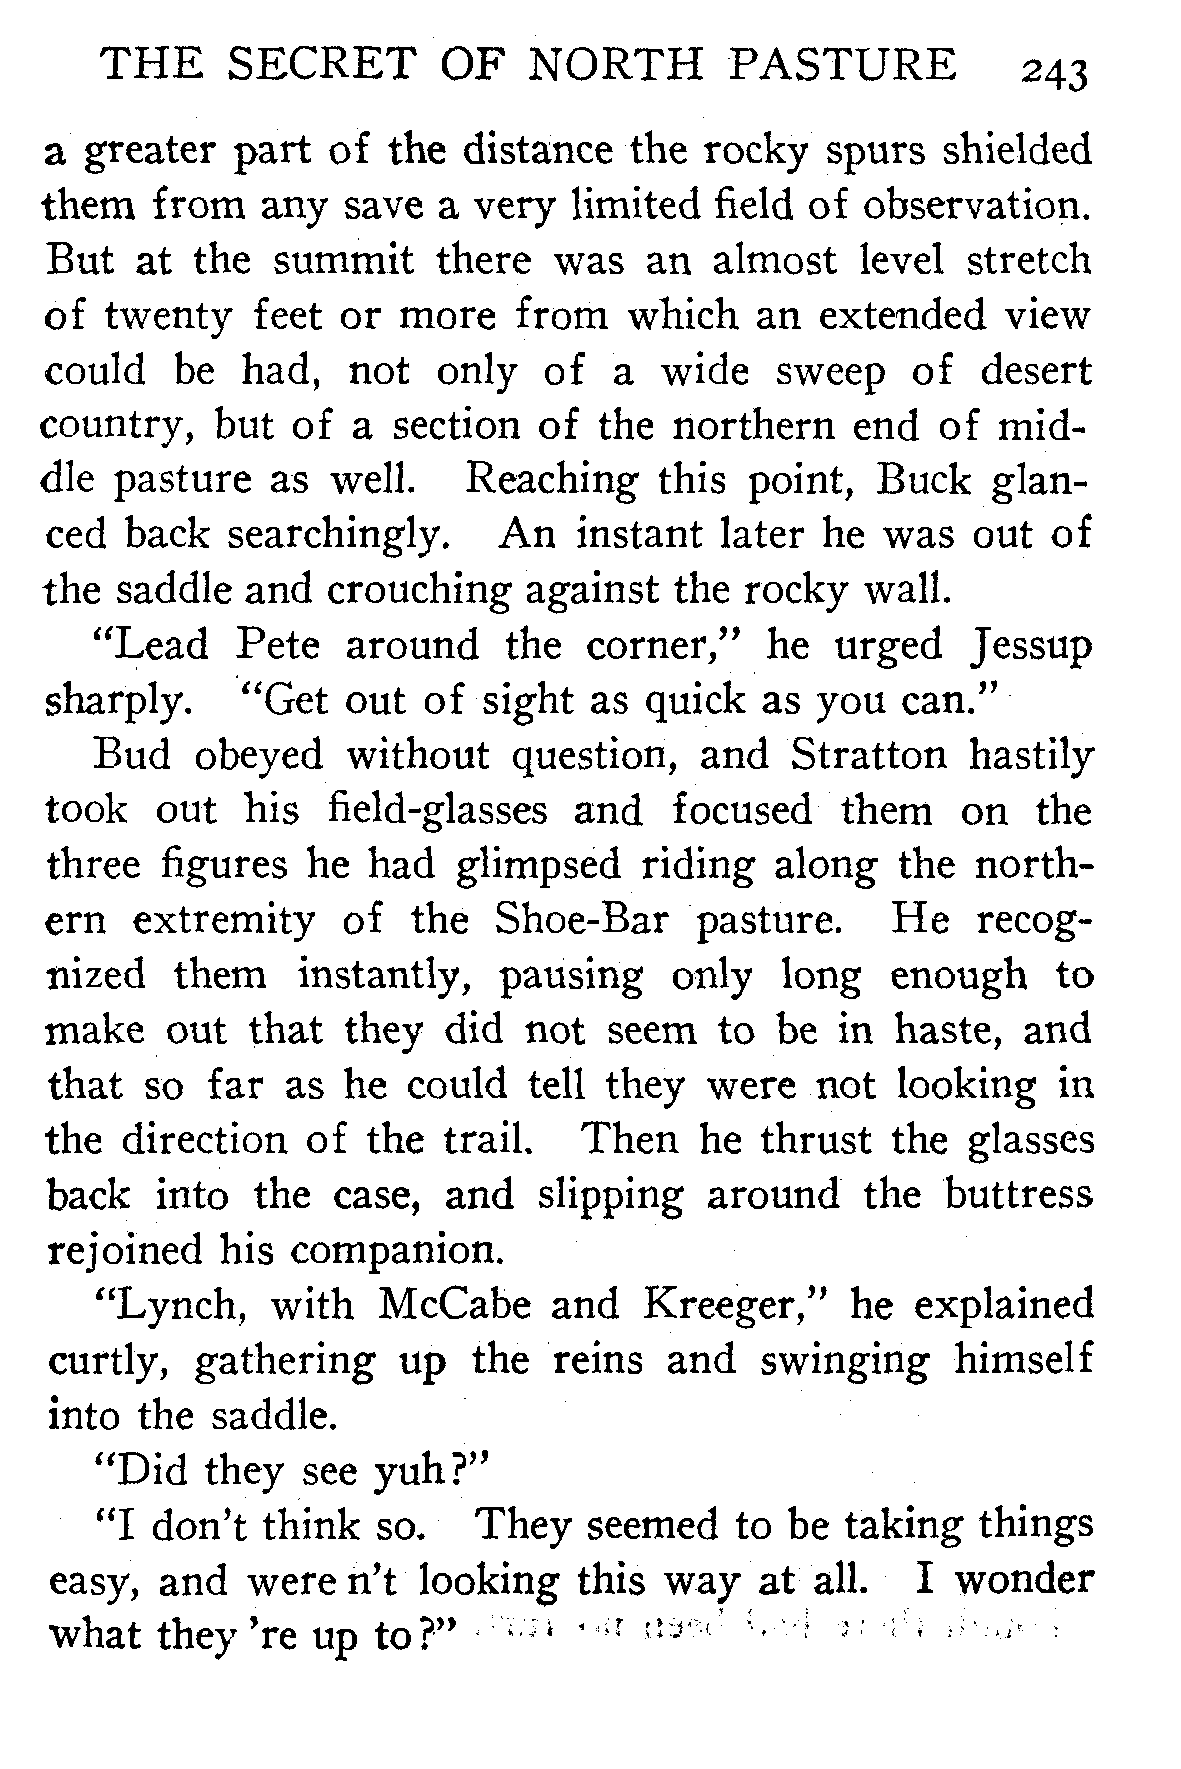 THE SECRET OF NORTH PASTURE 243
a greater part of the distance the rocky spurs shielded
them from any save a very limited field of observation.
But at the summit there was an almost level stretch
of twenty feet or more from which an extended view
could be had, not only of a wide sweep of desert
country, but of a section of the northern end of mid-
dle pasture as well. Reaching this point, Buck glan-
ced back searchingly. An instant later he was out of
the saddle and crouching against the rocky wall.
“Lead Pete around the corner,” he urged Jessup
sharply. “Get out of sight as quick as you can.”
Bud obeyed without question, and Stratton hastily
took out his field-glasses and focused them on the
three figures he had glimpsed riding along the north-
ern extremity of the Shoe-Bar pasture. He recog-
nized them instantly, pausing only long enough to
make out that they did not seem to be in haste, and
that so far as he could tell they were not looking in
the direction of the trail. Then he thrust the glasses
back into the case, and slipping around the buttress
rejoined his companion.
“Lynch, with McCabe and Kreeger,” he explained
curtly, gathering up the reins and swinging himself
into the saddle.
“Did they see yuh?”
“I don't think so. They seemed to be taking things
easy, and were n't looking this way at all. I wonder
what they 're up to?”